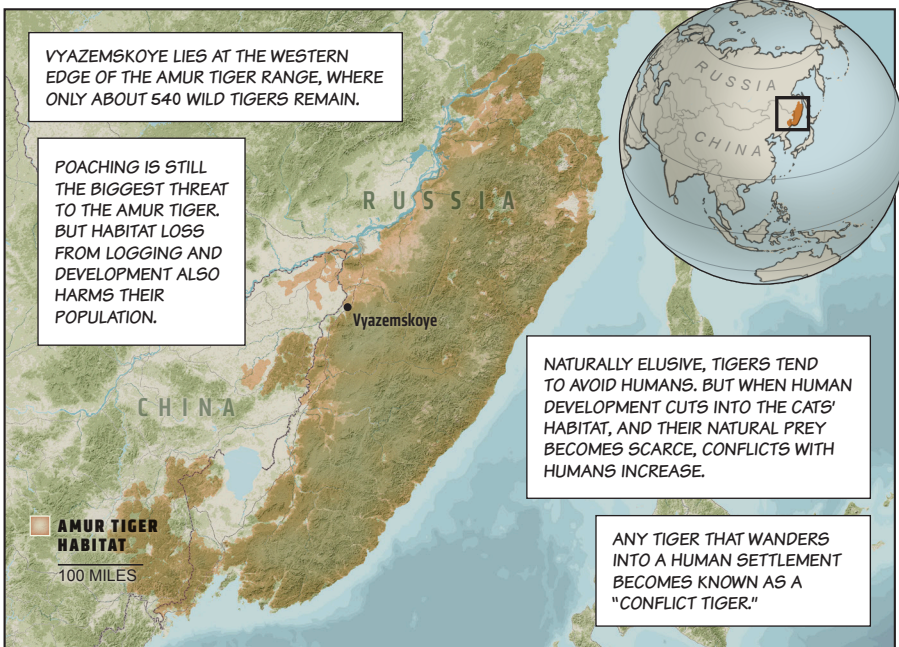 VYAZEMSKOYE LIES AT THE WESTERN
EDGE OF THE AMUR TIGER RANGE, WHERE
ONLY ABOUT 540 WILD TIGERS REMAIN.
POACHING IS STILL
THE BIGGEST THREAT
TO THE AMUR TIGER.
BUT HABITAT LOSS
FROM LOGGING AND
DEVELOPMENT ALSO
HARMS THEIR
POPULATION.
RUSSIA
CHINA
RUSSIA
Vyazemskoye
CHINA
NATURALLY ELUSIVE, TIGERS TEND
TO AVOID HUMANS. BUT WHEN HUMAN
DEVELOPMENT CUTS INTO THE CATS'
HABITAT, AND THEIR NATURAL PREY
BECOMES SCARCE, CONFLICTS WITH
HUMANS INCREASE.
AMUR TIGER
HABITAT
100 MILES
ANY TIGER THAT WANDERS
INTO A HUMAN SETTLEMENT
BECOMES KNOWN AS A
"CONFLICT TIGER."